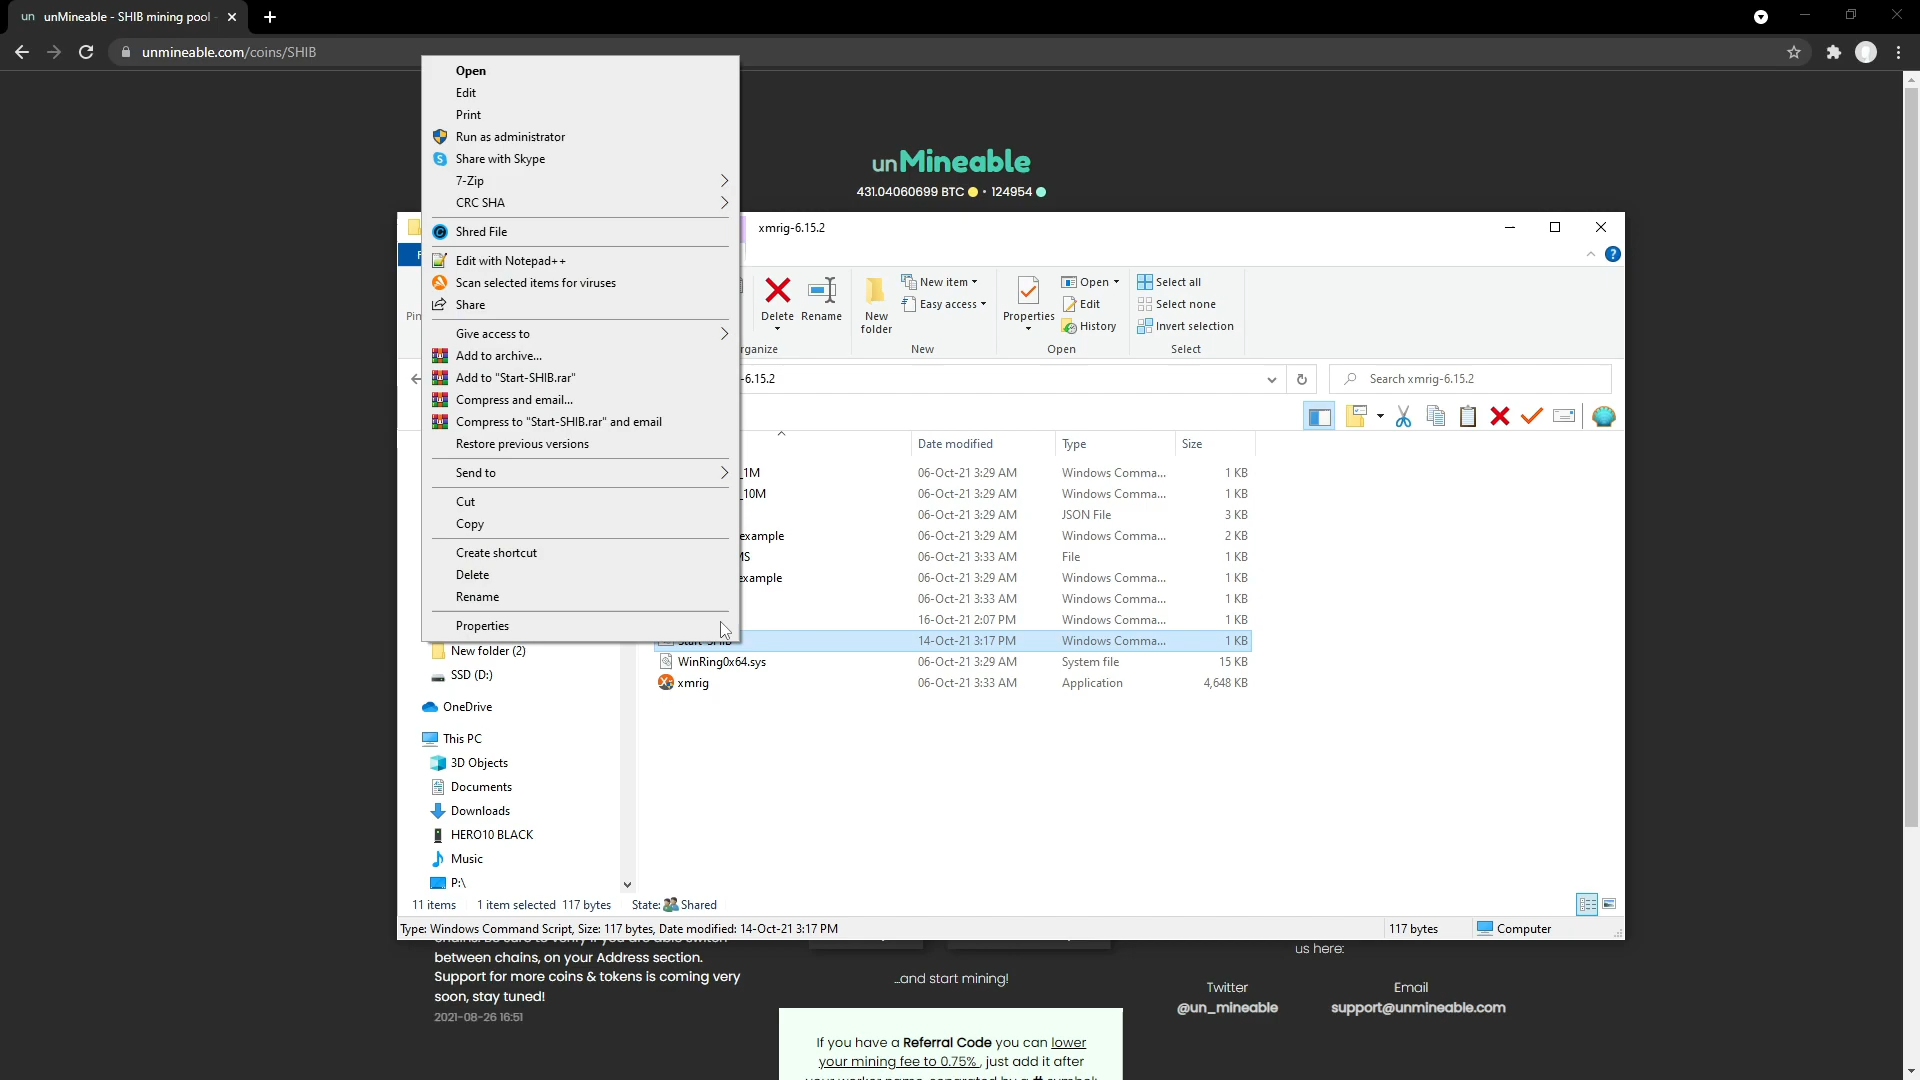 un unMineable - SHIB mining pool -
unmineable.com/coins/SHIB
unMineable
431.04060699 BTC • 124954
Open
Edit
Print
Run as administrator
Share with Skype
7-Zip
CRC SHA
Shred File
Edit with Notepad++
Scan selected items for viruses
Share
Give access to
Add to archive...
Add to "Start-SHIB.rar"
Compress and email...
Compress to "Start-SHIB.rar" and email
Restore previous versions
Send to
Cut
Copy
Create shortcut
Delete
Rename
Properties
xmrig-6.15.2
Delete
Rename
New
folder
New item
Easy access
New
Properties
Open
Edit
History
Open
Select all
Select none
Invert selection
Select
-6.15.2
Search xmrig-6.15.2
Date modified Type Size
_1M 06-Oct-21 3:29 AM Windows Comma... 1 KB
_10M 06-Oct-21 3:29 AM Windows Comma... 1 KB
06-Oct-21 3:29 AM JSON File 3 KB
example 06-Oct-21 3:29 AM Windows Comma... 2 KB
06-Oct-21 3:33 AM File 1 KB
example 06-Oct-21 3:29 AM Windows Comma... 1 KB
06-Oct-21 3:33 AM Windows Comma... 1 KB
16-Oct-21 2:07 PM Windows Comma... 1 KB
14-Oct-21 3:17 PM Windows Comma... 1 KB
WinRing0x64.sys 06-Oct-21 3:29 AM System file 15 KB
xmrig 06-Oct-21 3:33 AM Application 4,648 KB
New folder (2)
SSD (D:)
OneDrive
This PC
3D Objects
Documents
Downloads
HERO10 BLACK
Music
P:\
11 items 1 item selected 117 bytes State: Shared
Type: Windows Command Script, Size: 117 bytes, Date modified: 14-Oct-21 3:17 PM 117 bytes Computer
between chains, on your Address section.
Support for more coins & tokens is coming very
soon, stay tuned!
2021-08-26 16:51
...and start mining!
If you have a Referral Code you can lower
your mining fee to 0.75%, just add it after
us here:
Twitter
@un_mineable
Email
support@unmineable.com